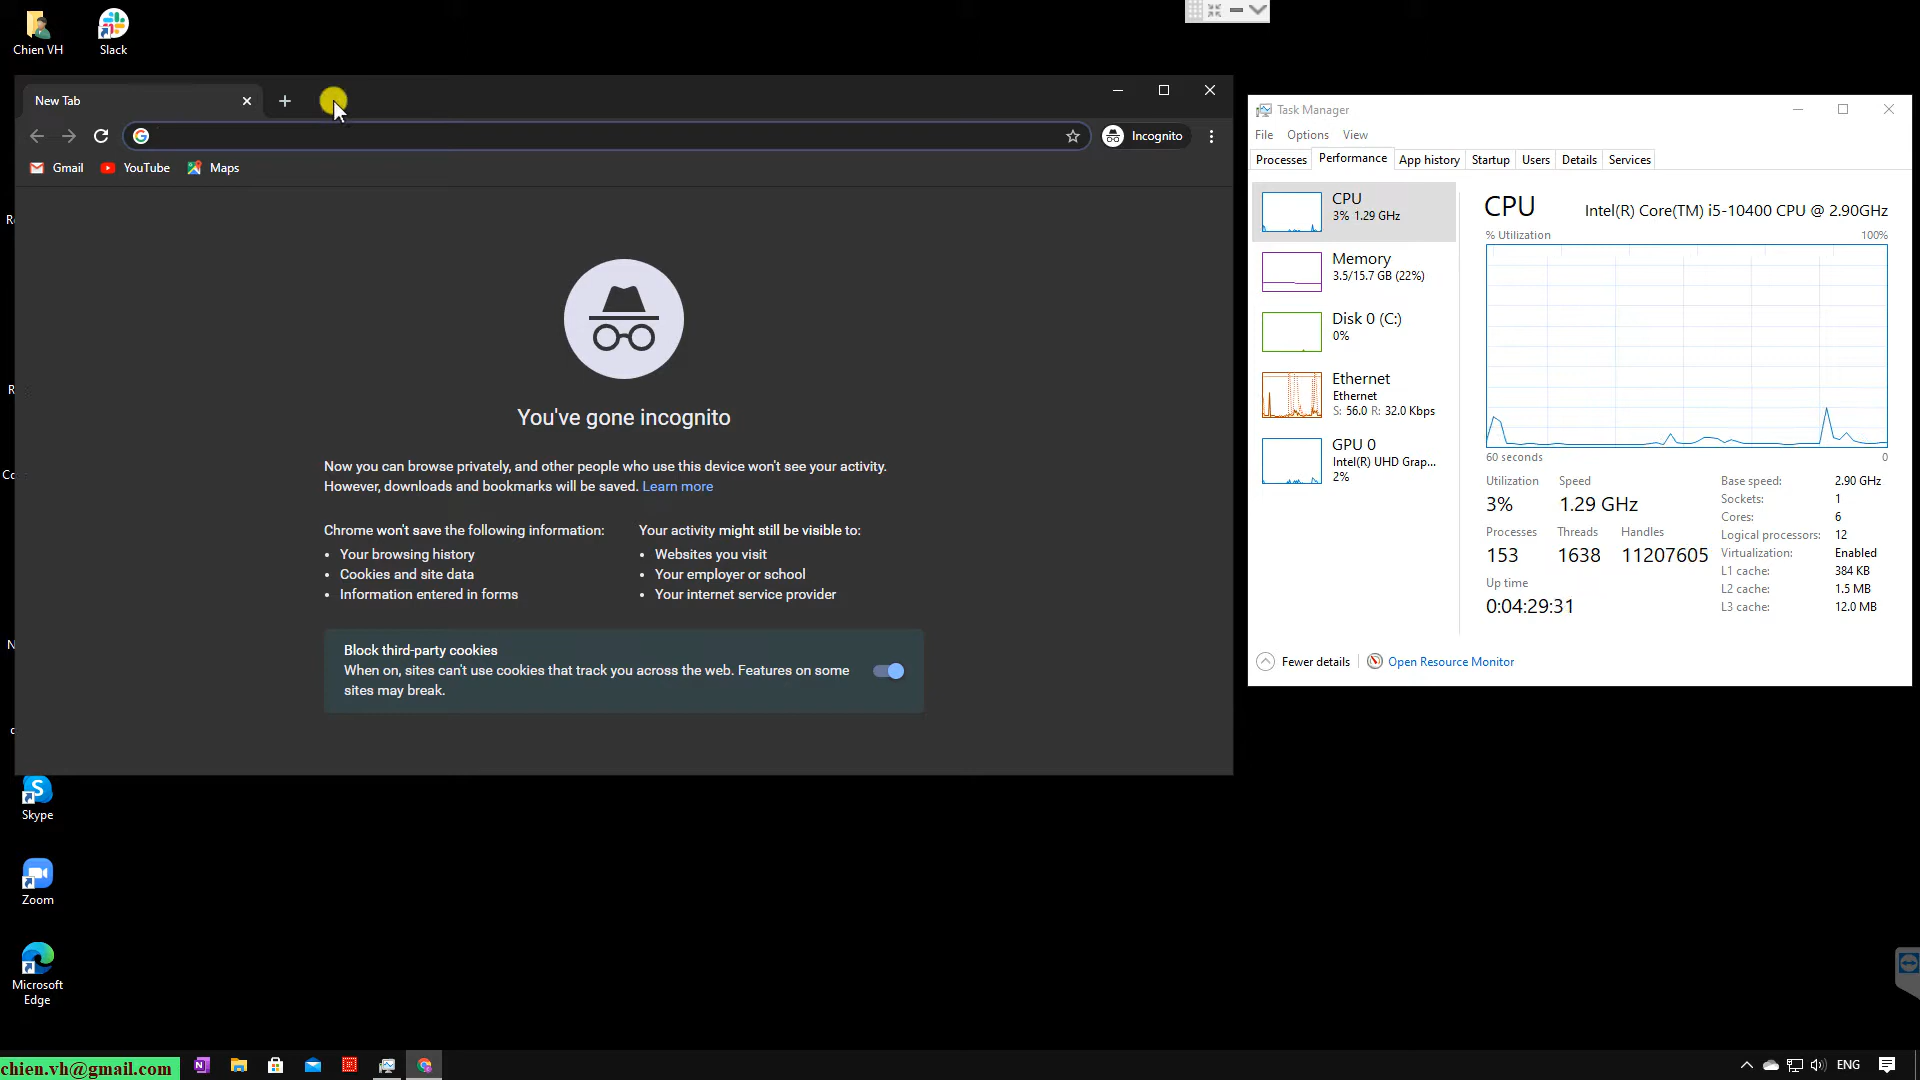 Chien VH
Slack
New Tab
Incognito
Gmail
YouTube
Maps
You've gone incognito
Now you can browse privately, and other people who use this device won't see your activity.
However, downloads and bookmarks will be saved. Learn more
Chrome won't save the following information:
Your browsing history
Cookies and site data
Information entered in forms
Your activity might still be visible to:
Websites you visit
Your employer or school
Your internet service provider
Block third-party cookies
When on, sites can't use cookies that track you across the web. Features on some
sites may break.
Task Manager
File Options View
Processes Performance App history Startup Users Details Services
CPU
3% 1.29 GHz
Memory
3.5/15.7 GB (22%)
Disk 0 (C:)
0%
Ethernet
Ethernet
S: 56.0 R: 32.0 Kbps
GPU 0
Intel(R) UHD Grap...
2%
CPU
Intel(R) Core(TM) i5-10400 CPU @ 2.90GHz
% Utilization 100%
60 seconds 0
Utilization Speed
3% 1.29 GHz
Processes Threads Handles
153 1638 11207605
Up time
0:04:29:31
Base speed: 2.90 GHz
Sockets: 1
Cores: 6
Logical processors: 12
Virtualization: Enabled
L1 cache: 384 KB
L2 cache: 1.5 MB
L3 cache: 12.0 MB
Fewer details
Open Resource Monitor
Skype
Zoom
Microsoft
Edge
chien.vh@gmail.com
ENG